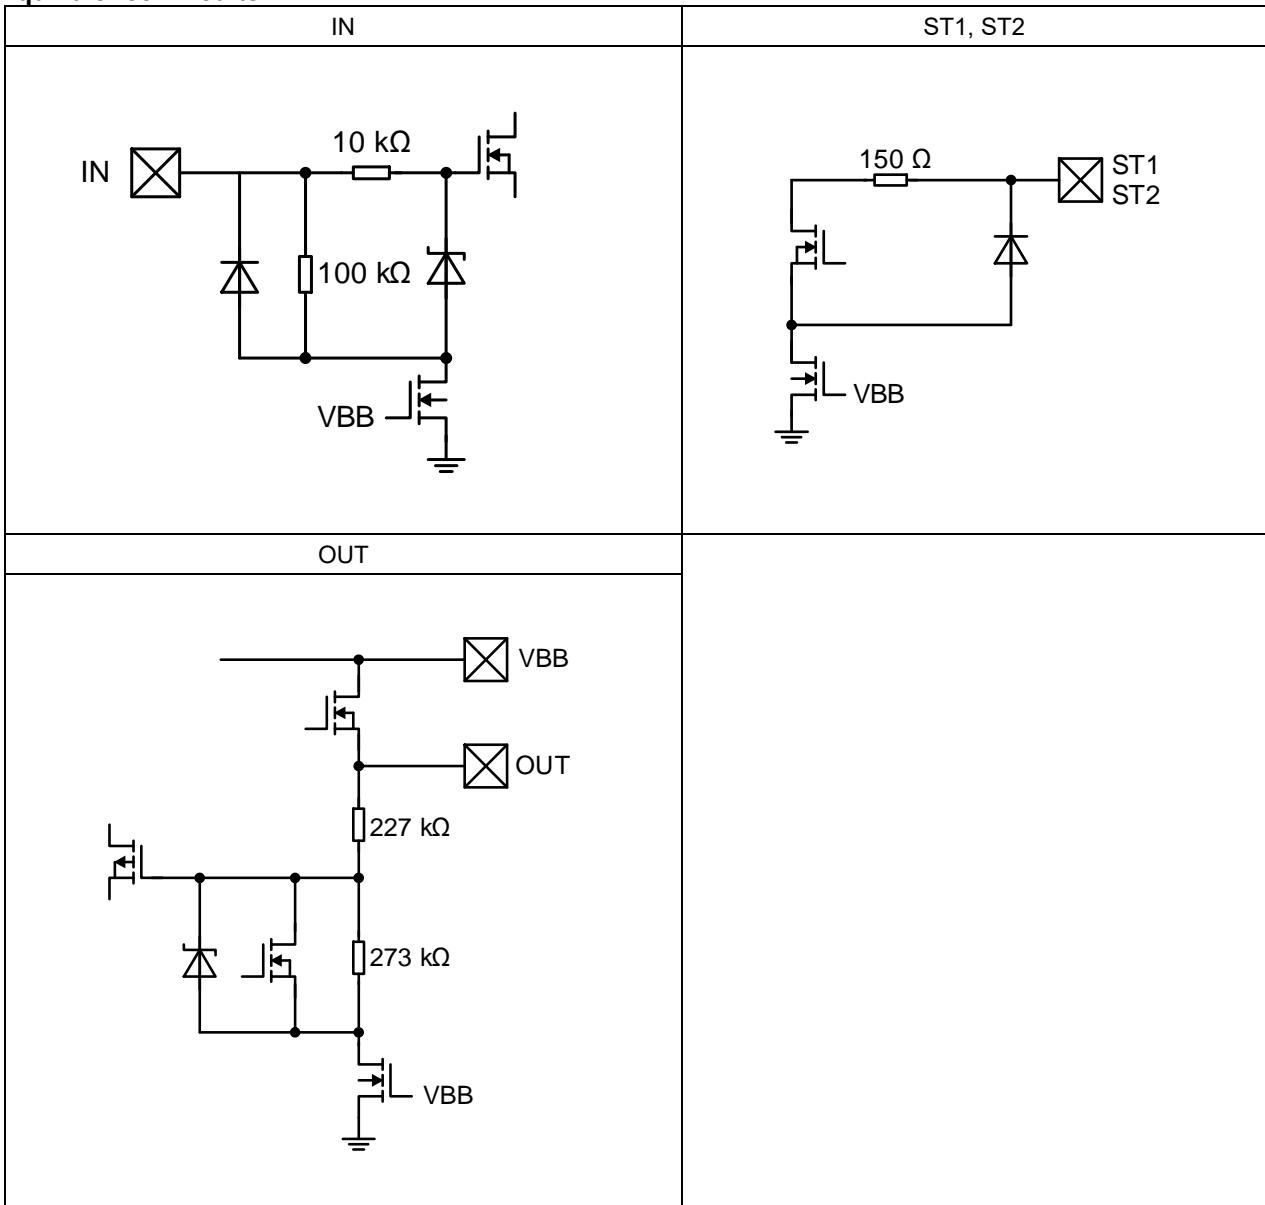 IN
ST1, ST2
IN
10 kΩ
100 kΩ
VBB
150 Ω
ST1
ST2
VBB
OUT
VBB
OUT
227 kΩ
273 kΩ
VBB